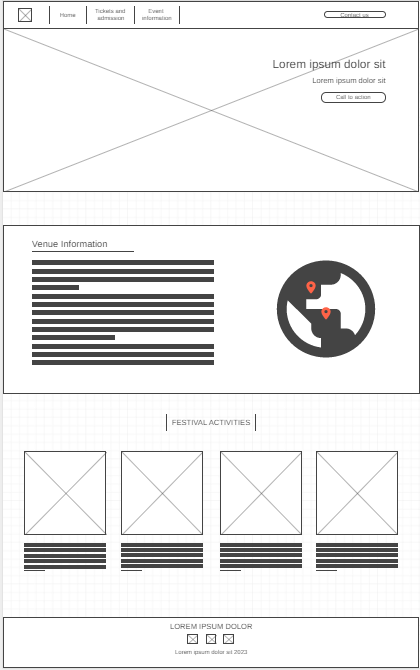 Home
Tickets and
admission
Event
information
Contact us
Lorem ipsum dolor sit
Lorem ipsum dolor sit
Call to action
Venue Information
FESTIVAL ACTIVITIES
LOREM IPSUM DOLOR
Lorem ipsum dolor sit 2023